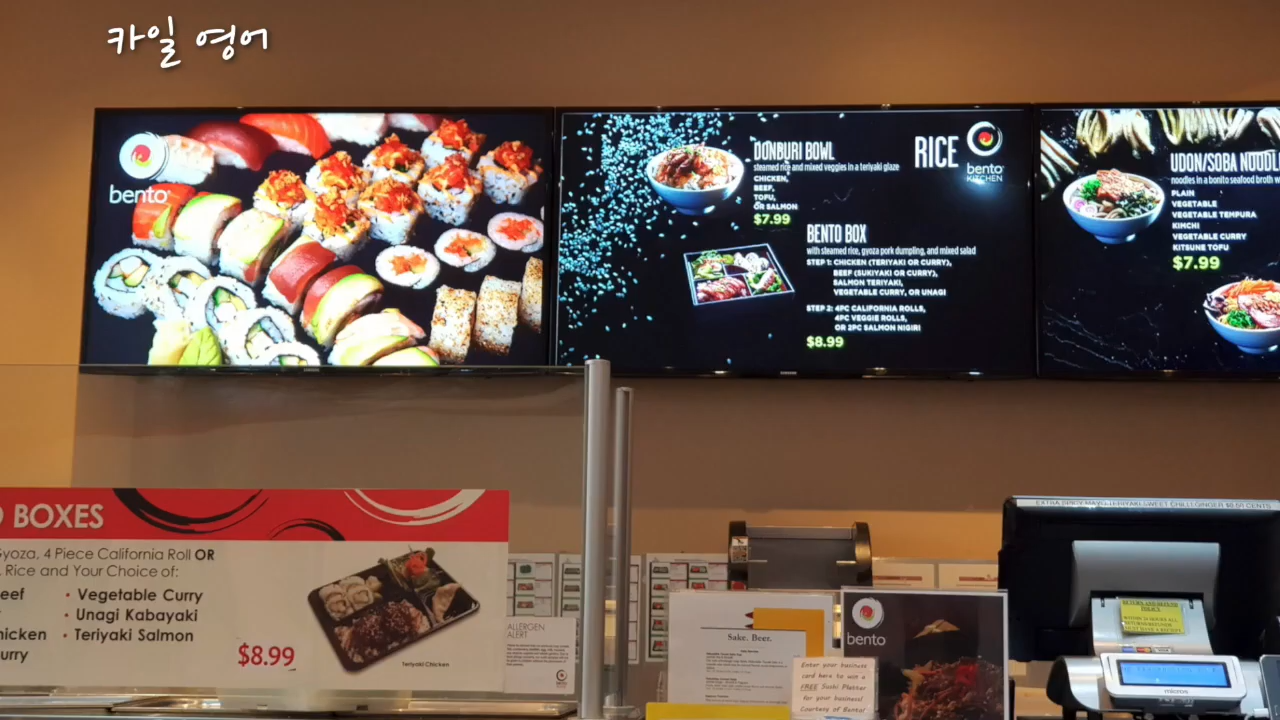 카일 영어
bento
DONBURI BOWL
steamed rice and mixed veggies in a teriyaki glaze
CHICKEN,
BEEF,
TOFU,
OR SALMON
$7.99
RICE
bento
KITCHEN
BENTO BOX
with steamed rice, gyoza pork dumpling, and mixed salad
STEP 1: CHICKEN (TERIYAKI OR CURRY),
BEEF (SUKIYAKI OR CURRY),
SALMON TERIYAKI,
VEGETABLE CURRY, OR UNAGI
STEP 2: 4PC CALIFORNIA ROLLS,
4PC VEGGIE ROLLS,
OR 2PC SALMON NIGIRI
$8.99
UDON/SOBA NOODL
noodles in a bonito seafood broth w
PLAIN
VEGETABLE
VEGETABLE TEMPURA
KIMCHI
VEGETABLE CURRY
KITSUNE TOFU
$7.99
BOXES
Gyoza, 4 Piece California Roll OR
Rice and Your Choice of:
eef
hicken
urry
• Vegetable Curry
• Unagi Kabayaki
• Teriyaki Salmon
$8.99
Teriyaki Chicken
ALLERGEN
ALERT
Sake. Beer.
Enter your business
card here to win a
FREE Sushi Platter
for your business!
Courtesy of Bento!
bento
RETURN AND REFUND
POLICY
micros